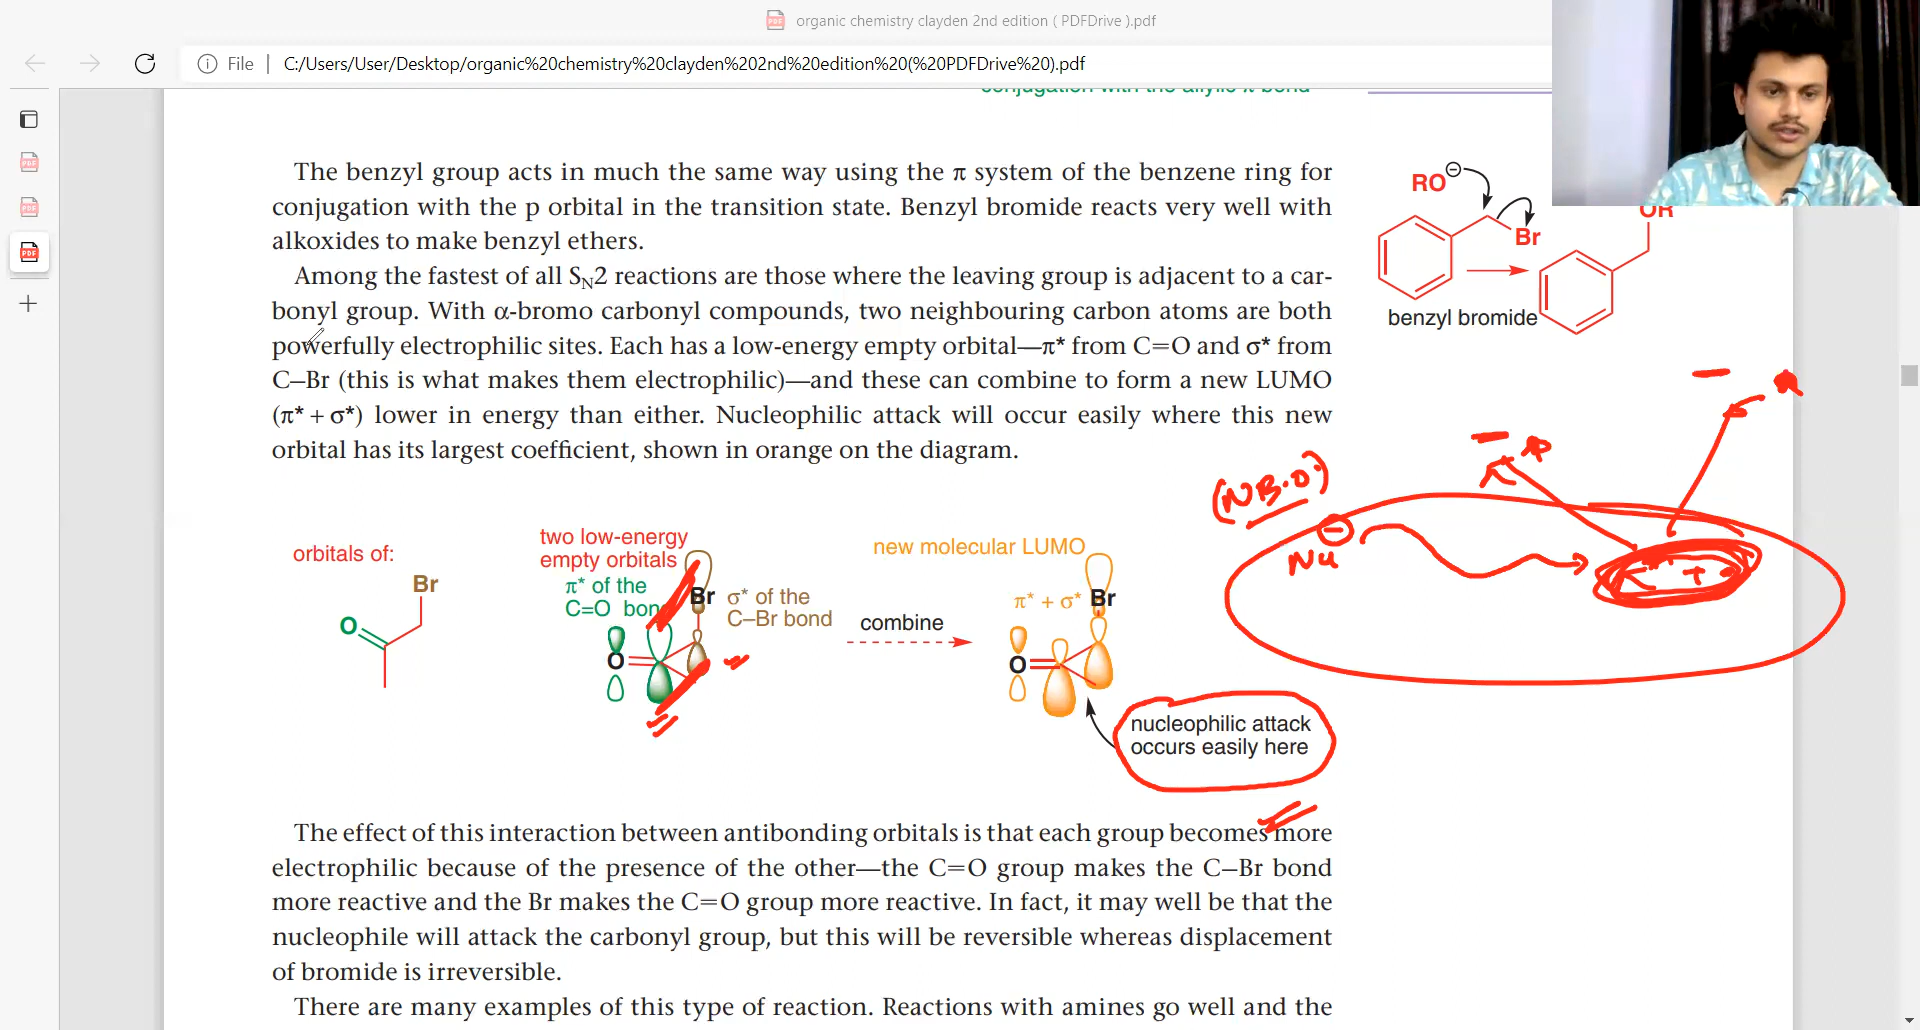 organic chemistry clayden 2nd edition ( PDFDrive ).pdf
File | C:/Users/User/Desktop/organic%20chemistry%20clayden%202nd%20edition%20(%20PDFDrive%20).pdf
conjugation with the allylic π bond
The benzyl group acts in much the same way using the π system of the benzene ring for
conjugation with the p orbital in the transition state. Benzyl bromide reacts very well with
alkoxides to make benzyl ethers.
Among the fastest of all SN2 reactions are those where the leaving group is adjacent to a car-
bonyl group. With α-bromo carbonyl compounds, two neighbouring carbon atoms are both
powerfully electrophilic sites. Each has a low-energy empty orbital—π* from C=O and σ* from
C–Br (this is what makes them electrophilic)—and these can combine to form a new LUMO
(π* + σ*) lower in energy than either. Nucleophilic attack will occur easily where this new
orbital has its largest coefficient, shown in orange on the diagram.
RO⊖
Br
OR
benzyl bromide
(NB.O)
Nu
π*
orbitals of:
Br
O
two low-energy
empty orbitals
π* of the
C=O bond
Br
σ* of the
C–Br bond
O
combine
new molecular LUMO
π* + σ* Br
O
nucleophilic attack
occurs easily here
The effect of this interaction between antibonding orbitals is that each group becomes more
electrophilic because of the presence of the other—the C=O group makes the C–Br bond
more reactive and the Br makes the C=O group more reactive. In fact, it may well be that the
nucleophile will attack the carbonyl group, but this will be reversible whereas displacement
of bromide is irreversible.
There are many examples of this type of reaction. Reactions with amines go well and the